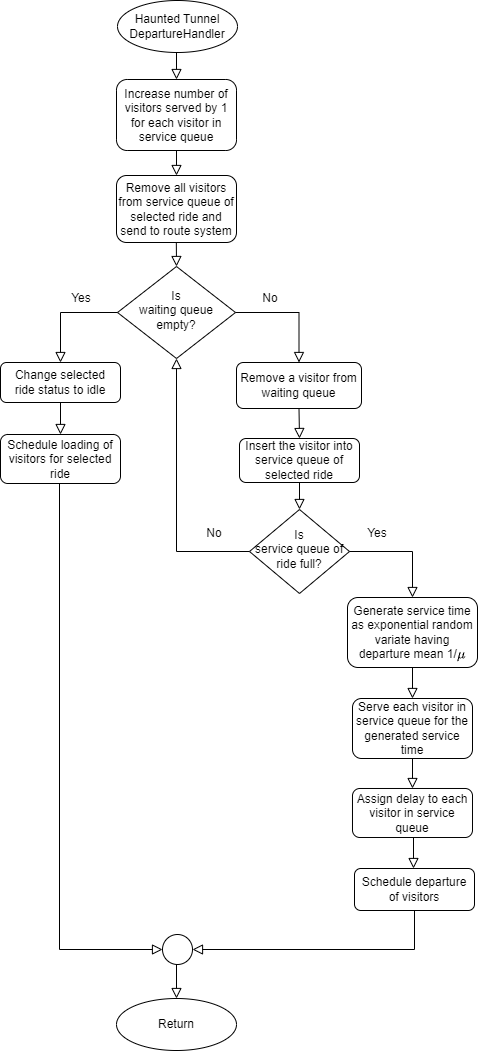 Haunted Tunnel
DepartureHandler
Increase number of
visitors served by 1
for each visitor in
service queue
Remove all visitors
from service queue of
selected ride and
send to route system
Is
waiting queue
empty?
Yes
No
Change selected
ride status to idle
Schedule loading of
visitors for selected
ride
Remove a visitor from
waiting queue
Insert the visitor into
service queue of
selected ride
Is
service queue of
ride full?
No
Yes
Generate service time
as exponential random
variate having
departure mean 1/μ
Serve each visitor in
service queue for the
generated service
time
Assign delay to each
visitor in service
queue
Schedule departure
of visitors
Return